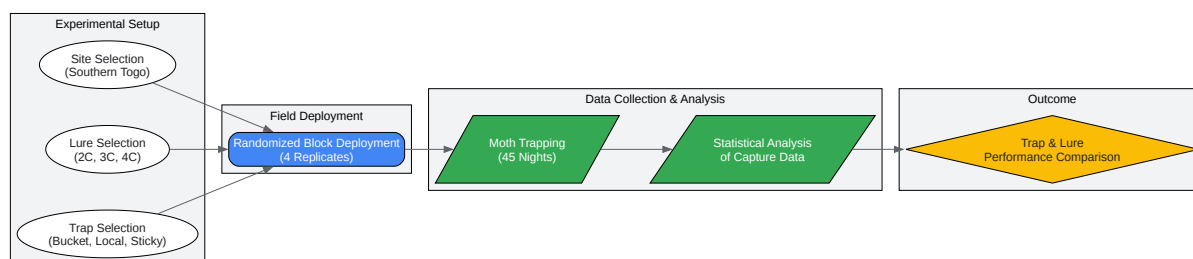 Experimental Setup
Site Selection
(Southern Togo)
Lure Selection
(2C, 3C, 4C)
Trap Selection
(Bucket, Local, Sticky)
Field Deployment
Randomized Block Deployment
(4 Replicates)
Data Collection & Analysis
Moth Trapping
(45 Nights)
Statistical Analysis
of Capture Data
Outcome
Trap & Lure
Performance Comparison